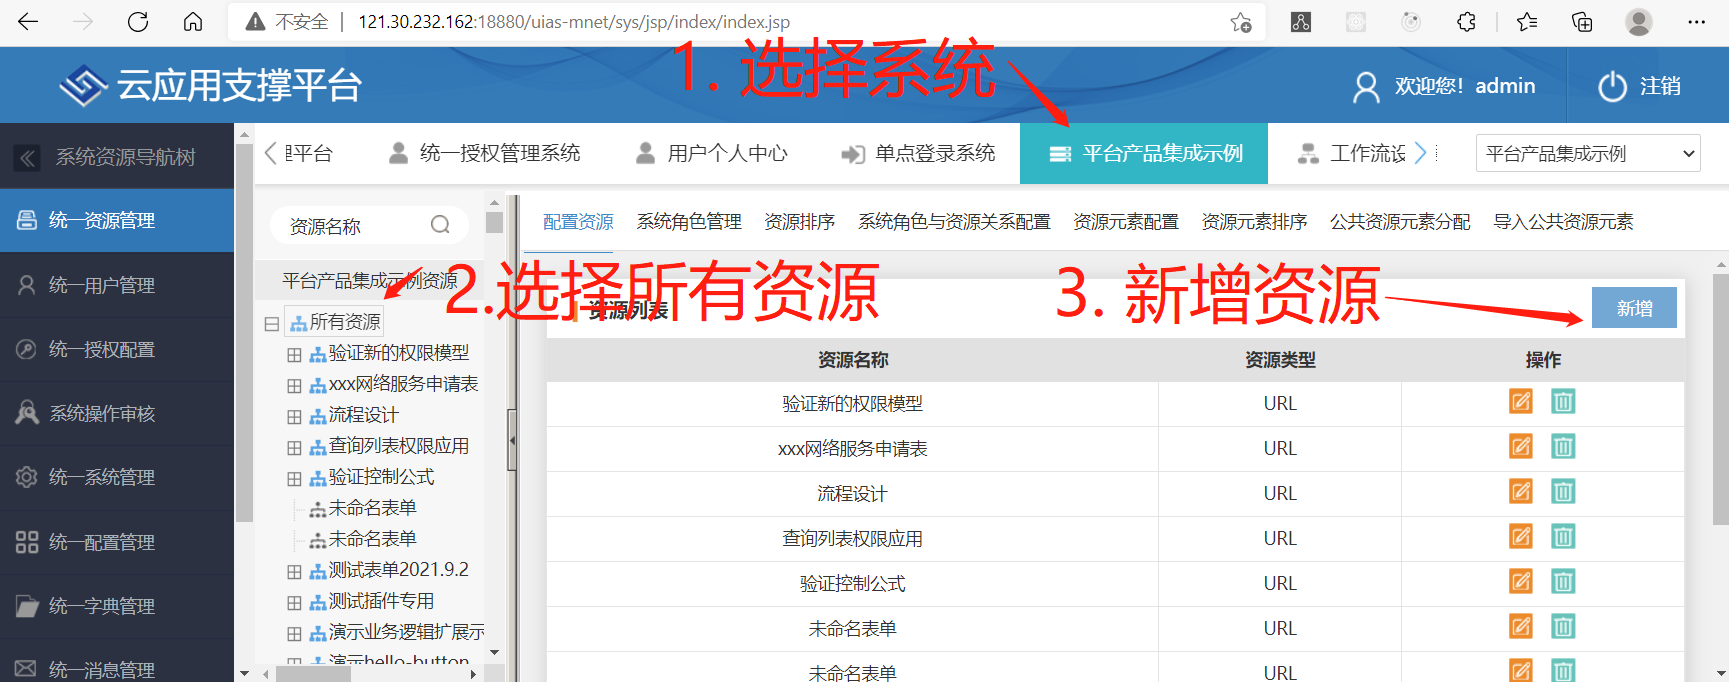 不安全 | 121.30.232.162:18880/uias-mnet/sys/jsp/index/index.jsp
1. 选择系统
云应用支撑平台
欢迎您! admin
注销
系统资源导航树
理平台
统一授权管理系统
用户个人中心
单点登录系统
平台产品集成示例
工作流设
平台产品集成示例
统一资源管理
统一用户管理
统一授权配置
系统操作审核
统一系统管理
统一配置管理
统一字典管理
统一消息管理
资源名称
平台产品集成示例资源
2.选择所有资源
所有资源
验证新的权限模型
xxx网络服务申请表
流程设计
查询列表权限应用
验证控制公式
未命名表单
未命名表单
测试表单2021.9.2
测试插件专用
演示业务逻辑扩展示
演示hello-button
配置资源
系统角色管理
资源排序
系统角色与资源关系配置
资源元素配置
资源元素排序
公共资源元素分配
导入公共资源元素
资源列表
3. 新增资源
新增
资源名称 资源类型 操作
验证新的权限模型 URL
xxx网络服务申请表 URL
流程设计 URL
查询列表权限应用 URL
验证控制公式 URL
未命名表单 URL
未命名表单 URL